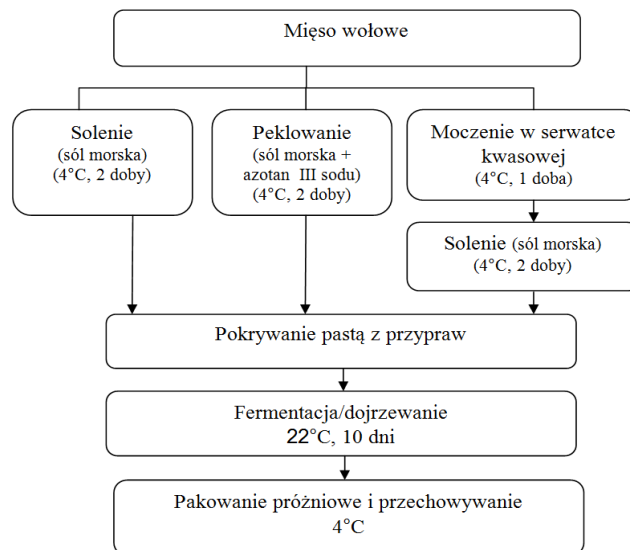 Mięso wołowe
Solenie
(sól morska)
(4°C, 2 doby)
Peklowanie
(sól morska +
azotan III sodu)
(4°C, 2 doby)
Moczenie w serwatce
kwasowej
(4°C, 1 doba)
Solenie (sól morska)
(4°C, 2 doby)
Pokrywanie pastą z przypraw
Fermentacja/dojrzewanie
22°C, 10 dni
Pakowanie próżniowe i przechowywanie
4°C